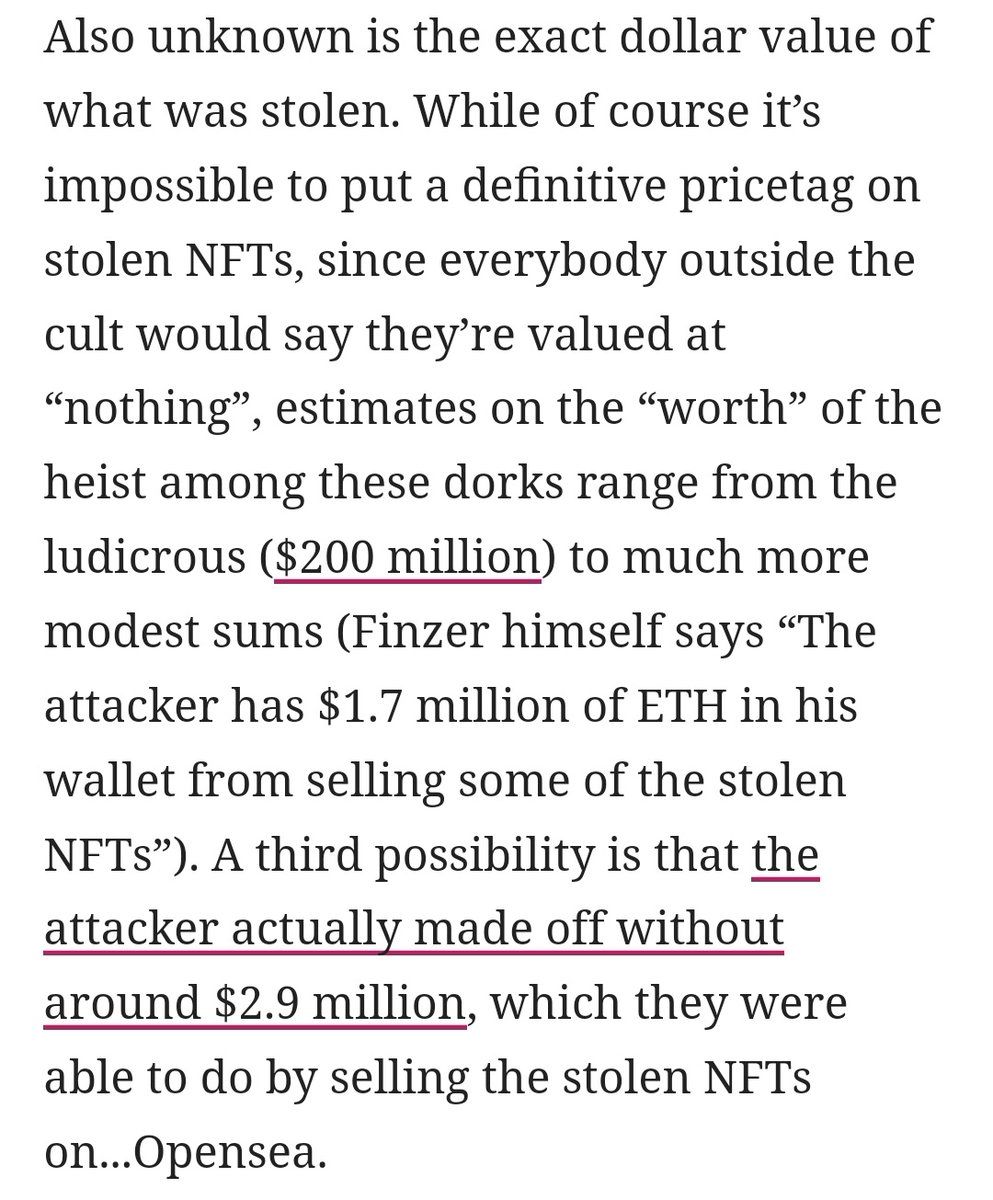 Also unknown is the exact dollar value of
what was stolen. While of course it’s
impossible to put a definitive pricetag on
stolen NFTs, since everybody outside the
cult would say they’re valued at
“nothing”, estimates on the “worth” of the
heist among these dorks range from the
ludicrous ($200 million) to much more
modest sums (Finzer himself says “The
attacker has $1.7 million of ETH in his
wallet from selling some of the stolen
NFTs”). A third possibility is that the
attacker actually made off without
around $2.9 million, which they were
able to do by selling the stolen NFTs
on...Opensea.